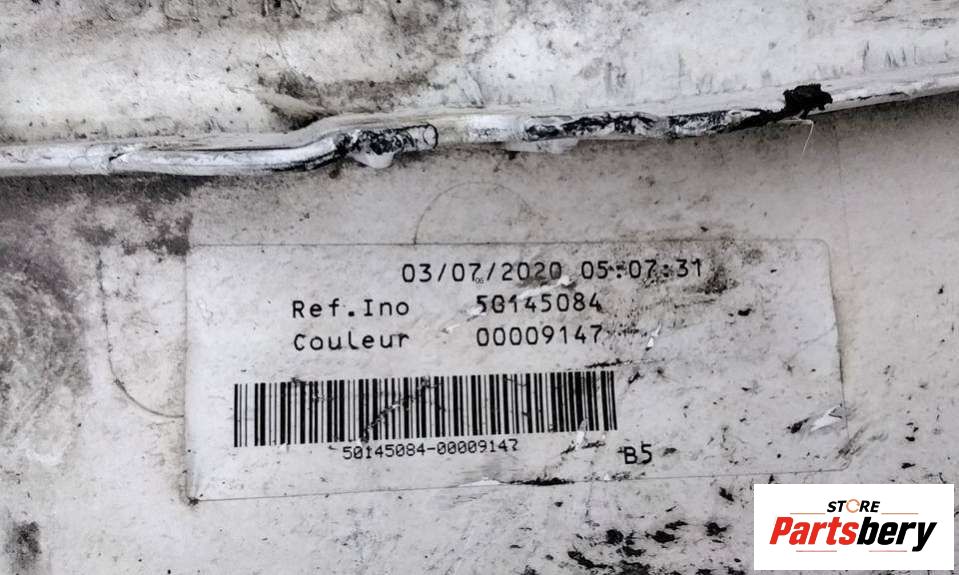 03/07/2020 05:07:31
Ref.Ino 50145084
Couleur 00009147
50145084-00009147
B5
STORE
Partsbery